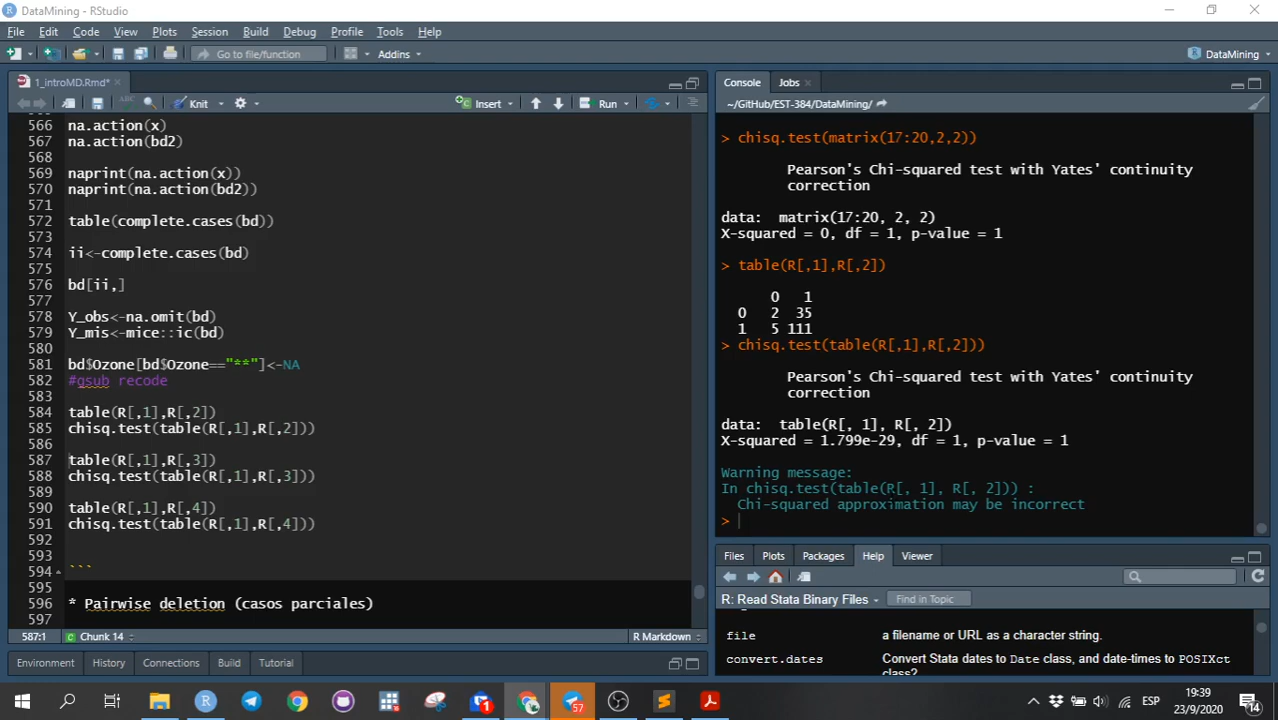 DataMining - RStudio
File Edit Code View Plots Session Build Debug Profile Tools Help
Go to file/function Addins DataMining
1_introMD.Rmd*
ABC Knit Insert Run
566 na.action(x)
567 na.action(bd2)
568
569 naprint(na.action(x))
570 naprint(na.action(bd2))
571
572 table(complete.cases(bd))
573
574 ii<-complete.cases(bd)
575
576 bd[ii,]
577
578 Y_obs<-na.omit(bd)
579 Y_mis<-mice::ic(bd)
580
581 bd$Ozone[bd$Ozone=="**"]<-NA
582 #gsub recode
583
584 table(R[,1],R[,2])
585 chisq.test(table(R[,1],R[,2]))
586
587 table(R[,1],R[,3])
588 chisq.test(table(R[,1],R[,3]))
589
590 table(R[,1],R[,4])
591 chisq.test(table(R[,1],R[,4]))
592
593
594 ```
595
596 * Pairwise deletion (casos parciales)
597
587:1 Chunk 14 R Markdown
Environment History Connections Build Tutorial
Console Jobs
~/GitHub/EST-384/DataMining/
> chisq.test(matrix(17:20,2,2))
Pearson's Chi-squared test with Yates' continuity
correction
data: matrix(17:20, 2, 2)
X-squared = 0, df = 1, p-value = 1
> table(R[,1],R[,2])
0 1
0 2 35
1 5 111
> chisq.test(table(R[,1],R[,2]))
Pearson's Chi-squared test with Yates' continuity
correction
data: table(R[, 1], R[, 2])
X-squared = 1.799e-29, df = 1, p-value = 1
Warning message:
In chisq.test(table(R[, 1], R[, 2])) :
Chi-squared approximation may be incorrect
>
Files Plots Packages Help Viewer
R: Read Stata Binary Files Find in Topic
file a filename or URL as a character string.
convert.dates Convert Stata dates to Date class, and date-times to POSIXct
class?
57 1 ESP 19:39
23/9/2020 14